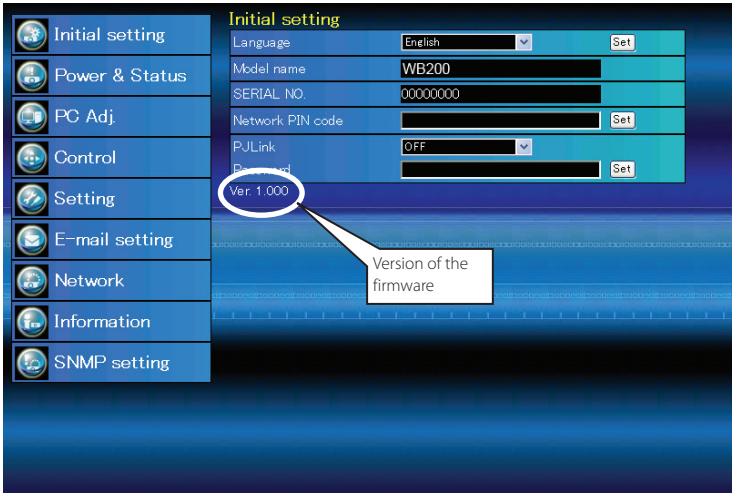 Initial setting
Power & Status
PC Adj.
Control
Setting
E-mail setting
Network
Information
SNMP setting
Initial setting
Language English Set
Model name WB200
SERIAL NO. 00000000
Network PIN code Set
PJLink OFF
Password Set
Ver. 1.000
Version of the
firmware